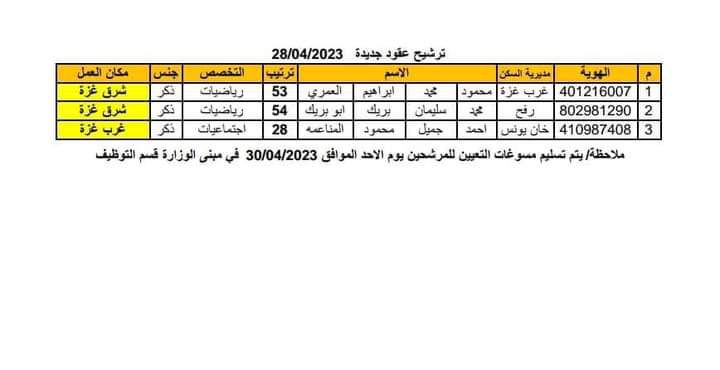 ترشيح عقود جديدة 28/04/2023
م الهوية مديرية السكن الاسم ترتيب التخصص جنس مكان العمل
1 401216007 غرب غزة محمود محمد ابراهيم العمري 53 رياضيات ذكر شرق غزة
2 802981290 رفح محمد سليمان بريك ابو بريك 54 رياضيات ذكر شرق غزة
3 410987408 خان يونس احمد جميل محمود المناعمه 28 اجتماعيات ذكر غرب غزة
ملاحظة/ يتم تسليم مسوغات التعيين للمرشحين يوم الاحد الموافق 30/04/2023 في مبنى الوزارة قسم التوظيف